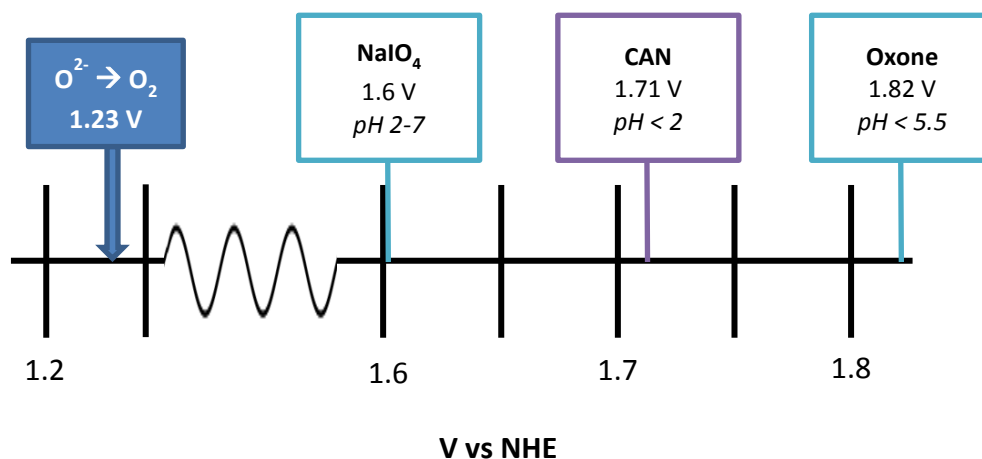 O²⁻ → O₂
1.23 V
NaIO₄
1.6 V
pH 2-7
CAN
1.71 V
pH < 2
Oxone
1.82 V
pH < 5.5
1.2
1.6
1.7
1.8
V vs NHE